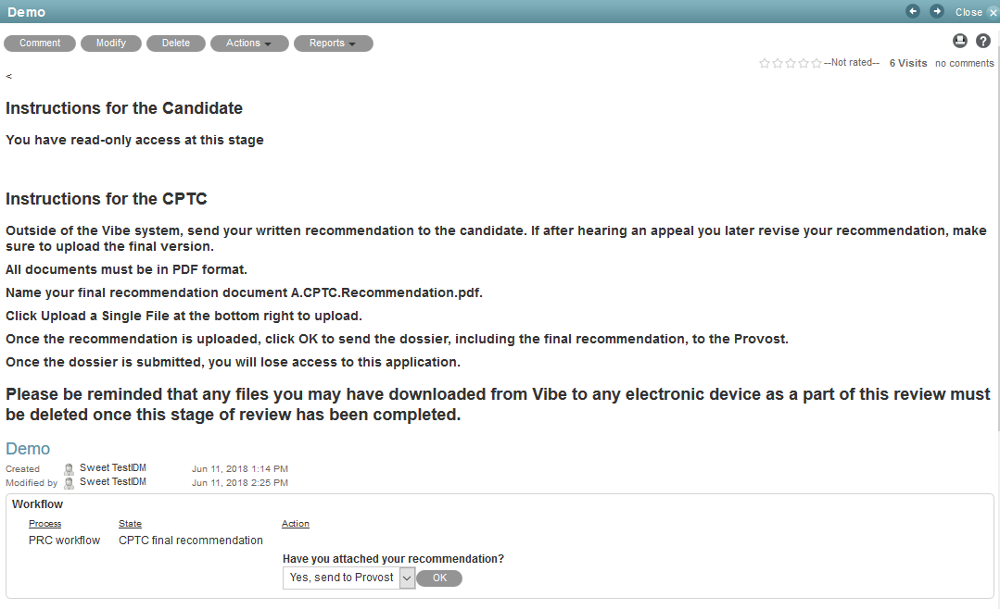 Demo
Close ×
Comment Modify Delete Actions Reports
?
--Not rated-- 6 Visits no comments
<
Instructions for the Candidate
You have read-only access at this stage
Instructions for the CPTC
Outside of the Vibe system, send your written recommendation to the candidate. If after hearing an appeal you later revise your recommendation, make
sure to upload the final version.
All documents must be in PDF format.
Name your final recommendation document A.CPTC.Recommendation.pdf.
Click Upload a Single File at the bottom right to upload.
Once the recommendation is uploaded, click OK to send the dossier, including the final recommendation, to the Provost.
Once the dossier is submitted, you will lose access to this application.
Please be reminded that any files you may have downloaded from Vibe to any electronic device as a part of this review must
be deleted once this stage of review has been completed.
Demo
Created Sweet TestIDM Jun 11, 2018 1:14 PM
Modified by Sweet TestIDM Jun 11, 2018 2:25 PM
Workflow
Process State Action
PRC workflow CPTC final recommendation
Have you attached your recommendation?
Yes, send to Provost OK